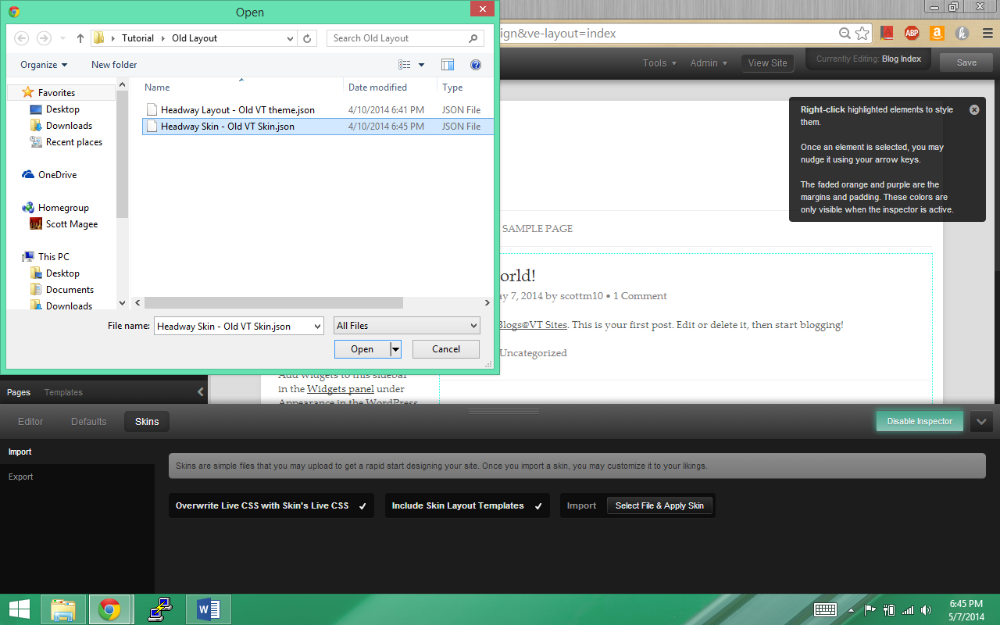 Open
Tutorial
Old Layout
Search Old Layout
Organize
New folder
Name
Date modified
Type
Favorites
Desktop
Downloads
Recent places
OneDrive
Homegroup
Scott Magee
This PC
Desktop
Documents
Downloads
Headway Layout - Old VT theme.json 4/10/2014 6:41 PM JSON File
Headway Skin - Old VT Skin.json 4/10/2014 6:45 PM JSON File
File name: Headway Skin - Old VT Skin.json
All Files
Open
Cancel
ign&ve-layout=index
ABP
a
h
Tools
Admin
View Site
Currently Editing: Blog Index
Save
Right-click highlighted elements to style
them.
Once an element is selected, you may
nudge it using your arrow keys.
The faded orange and purple are the
margins and padding. These colors are
only visible when the inspector is active.
SAMPLE PAGE
orld!
ay 7, 2014 by scottm10 • 1 Comment
Blogs@VT Sites. This is your first post. Edit or delete it, then start blogging!
Uncategorized
Add Widgets to this sidebar
in the Widgets panel under
Appearance in the WordPress
Pages
Templates
Editor
Defaults
Skins
Disable Inspector
Import
Export
Skins are simple files that you may upload to get a rapid start designing your site. Once you import a skin, you may customize it to your likings.
Overwrite Live CSS with Skin's Live CSS
Include Skin Layout Templates
Import
Select File & Apply Skin
6:45 PM
5/7/2014